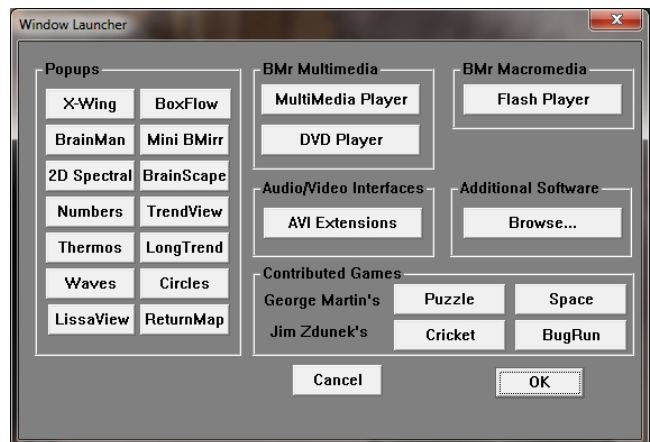 Window Launcher
Popups
X-Wing
BoxFlow
BrainMan
Mini BMirr
2D Spectral
BrainScape
Numbers
TrendView
Thermos
LongTrend
Waves
Circles
LissaView
ReturnMap
BMr Multimedia
MultiMedia Player
DVD Player
BMr Macromedia
Flash Player
Audio/Video Interfaces
AVI Extensions
Additional Software
Browse...
Contributed Games
George Martin's
Puzzle
Space
Jim Zdunek's
Cricket
BugRun
Cancel
OK